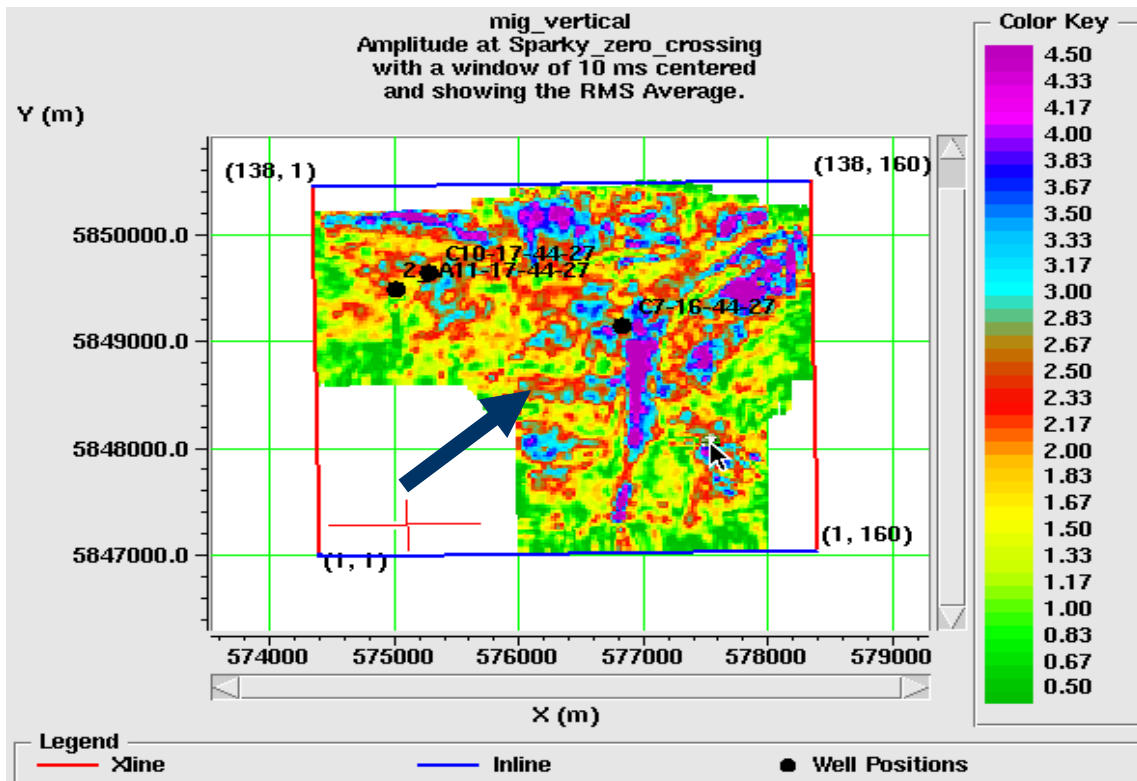 mig_vertical
Amplitude at Sparky_zero_crossing
with a window of 10 ms centered
and showing the RMS Average.
Y (m)
(138, 1)
(138, 160)
5850000.0
5849000.0
5848000.0
5847000.0
C10-17-44-27
2_A11-17-44-27
C7-16-44-27
(1, 1)
(1, 160)
574000
575000
576000
577000
578000
579000
X (m)
Color Key
4.50
4.33
4.17
4.00
3.83
3.67
3.50
3.33
3.17
3.00
2.83
2.67
2.50
2.33
2.17
2.00
1.83
1.67
1.50
1.33
1.17
1.00
0.83
0.67
0.50
Legend
Xline
Inline
Well Positions